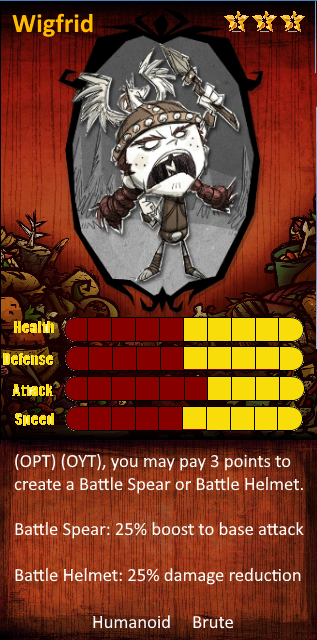 Wigfrid
Health
Defense
Attack
Speed
(OPT) (OYT), you may pay 3 points to
create a Battle Spear or Battle Helmet.
Battle Spear: 25% boost to base attack
Battle Helmet: 25% damage reduction
Humanoid Brute